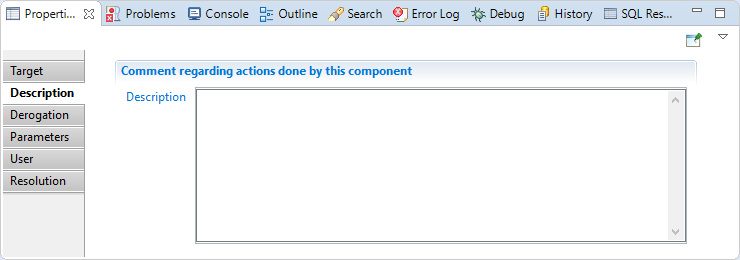 Properti... Problems Console Outline Search Error Log Debug History SQL Res...
Target
Comment regarding actions done by this component
Description
Description
Derogation
Parameters
User
Resolution